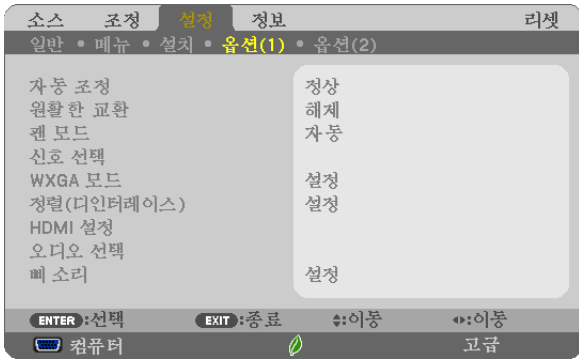 소스 조정 설정 정보 리셋
일반 • 메뉴 • 설치 • 옵션(1) • 옵션(2)
자동 조정 정상
원활한 교환 해제
팬 모드 자동
신호 선택
WXGA 모드 설정
정렬(디인터레이스) 설정
HDMI 설정
오디오 선택
삐 소리 설정
ENTER :선택 EXIT :종료 :이동 :이동
컴퓨터 고급